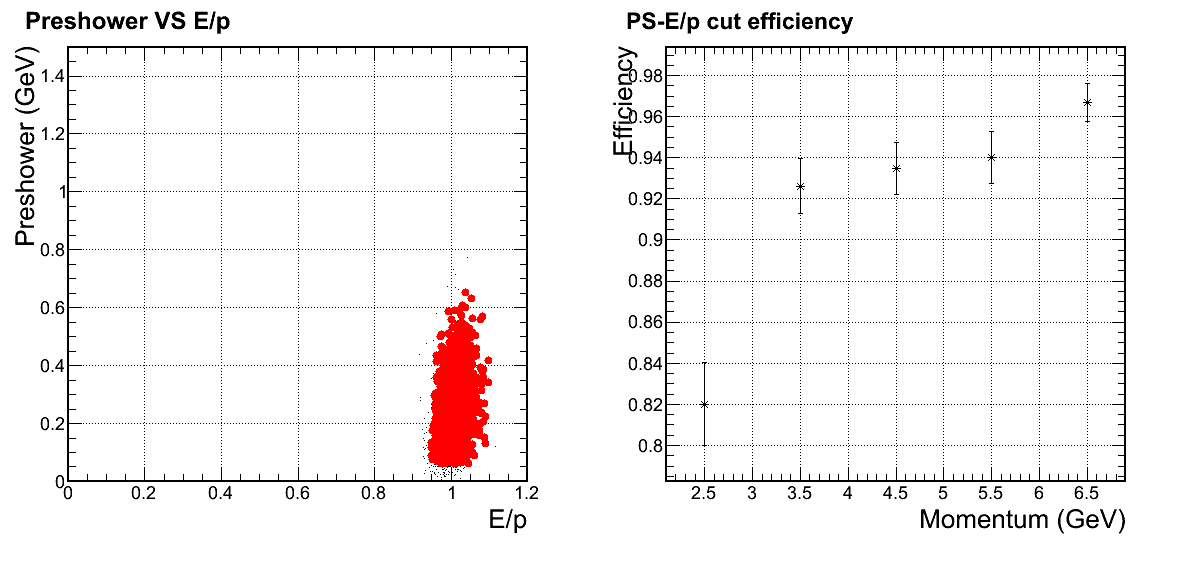 Preshower VS E/p
Preshower (GeV)
1.4
1.2
1
0.8
0.6
0.4
0.2
0
0 0.2 0.4 0.6 0.8 1 1.2
E/p
PS-E/p cut efficiency
Efficiency
0.98
0.96
0.94
0.92
0.9
0.88
0.86
0.84
0.82
0.8
2.5 3 3.5 4 4.5 5 5.5 6 6.5
Momentum (GeV)